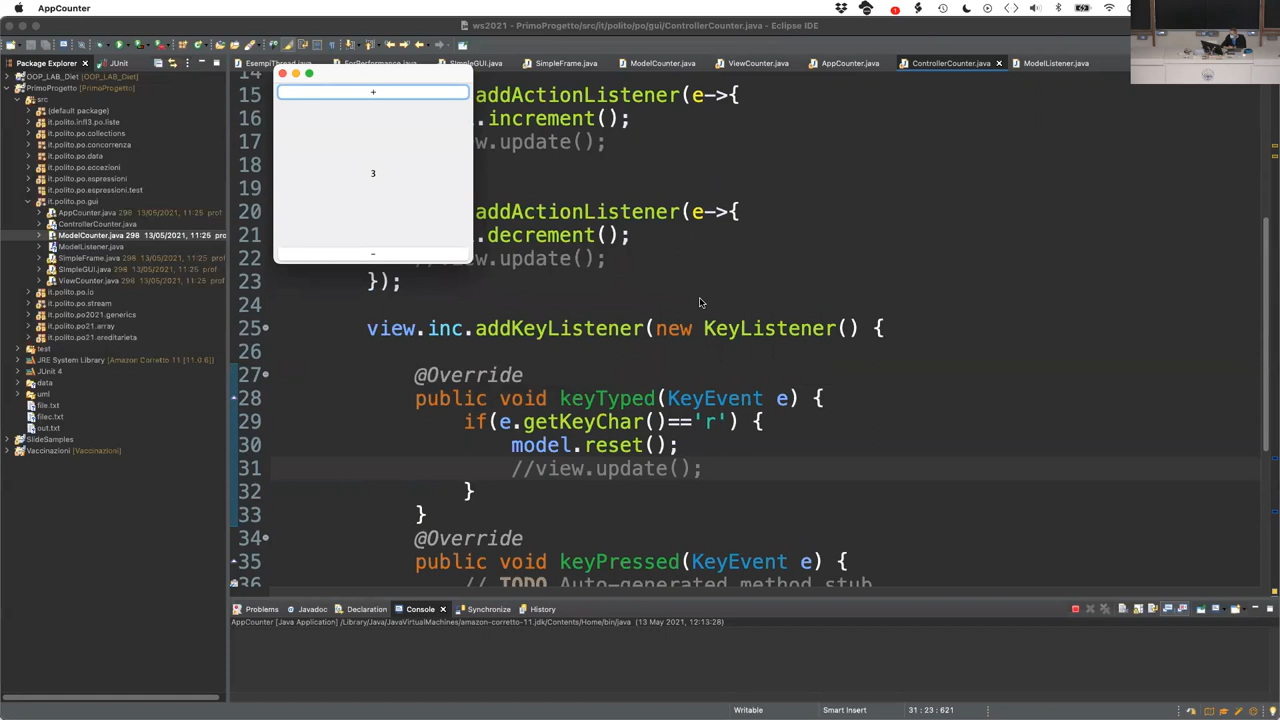 AppCounter
ws2021 - PrimoProgetto/src/it/polito/po/gui/ControllerCounter.java - Eclipse IDE
Package Explorer
JUnit
SimpleGUI.java
SimpleFrame.java
ModelCounter.java
ViewCounter.java
AppCounter.java
ControllerCounter.java
ModelListener.java
OOP_LAB_Diet [OOP_LAB_Diet]
PrimoProgetto [PrimoProgetto]
src
(default package)
it.polito.infl3.po.liste
it.polito.po.collections
it.polito.po.concorrenza
it.polito.po.data
it.polito.po.eccezioni
it.polito.po.espressioni
it.polito.po.espressioni.test
it.polito.po.gui
AppCounter.java 298 13/05/2021, 11:25 prof
ControllerCounter.java
ModelCounter.java 298 13/05/2021, 11:25 pro
ModelListener.java
SimpleFrame.java 298 13/05/2021, 11:25 prof
SimpleGUI.java 298 13/05/2021, 11:25 prof
ViewCounter.java 298 13/05/2021, 11:25 prof
it.polito.po.io
it.polito.po.stream
it.polito.po2021.generics
it.polito.po21.array
it.polito.po21.ereditarieta
test
JRE System Library [Amazon Corretto 11 [11.0.6]]
JUnit 4
data
uml
file.txt
filec.txt
out.txt
SlideSamples
Vaccinazioni [Vaccinazioni]
+
3
-
14
15 addActionListener(e->{
16 .increment();
17 .update();
18
19
20 addActionListener(e->{
21 .decrement();
22 .update();
23 });
24
25 view.inc.addKeyListener(new KeyListener() {
26
27 @Override
28 public void keyTyped(KeyEvent e) {
29 if(e.getKeyChar()=='r') {
30 model.reset();
31 //view.update();
32 }
33 }
34 @Override
35 public void keyPressed(KeyEvent e) {
36 // TODO Auto-generated method stub
Problems
Javadoc
Declaration
Console
Synchronize
History
AppCounter [Java Application] /Library/Java/JavaVirtualMachines/amazon-corretto-11.jdk/Contents/Home/bin/java (13 May 2021, 12:13:28)
Writable
Smart Insert
31 : 23 : 621